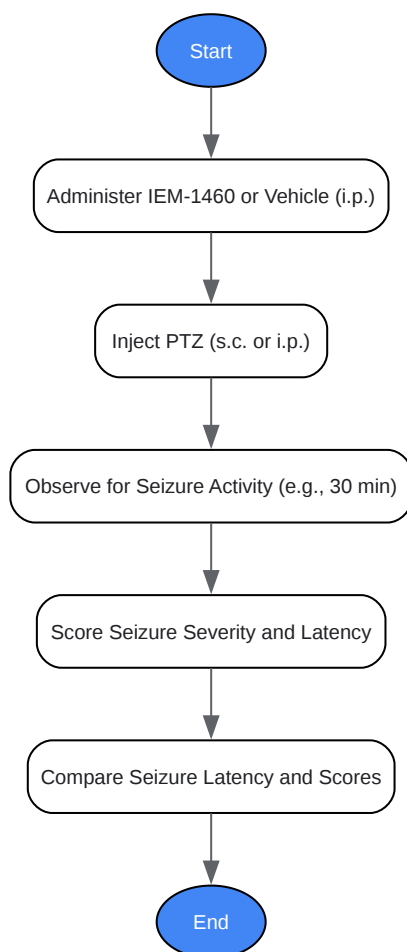 Start
Administer IEM-1460 or Vehicle (i.p.)
Inject PTZ (s.c. or i.p.)
Observe for Seizure Activity (e.g., 30 min)
Score Seizure Severity and Latency
Compare Seizure Latency and Scores
End